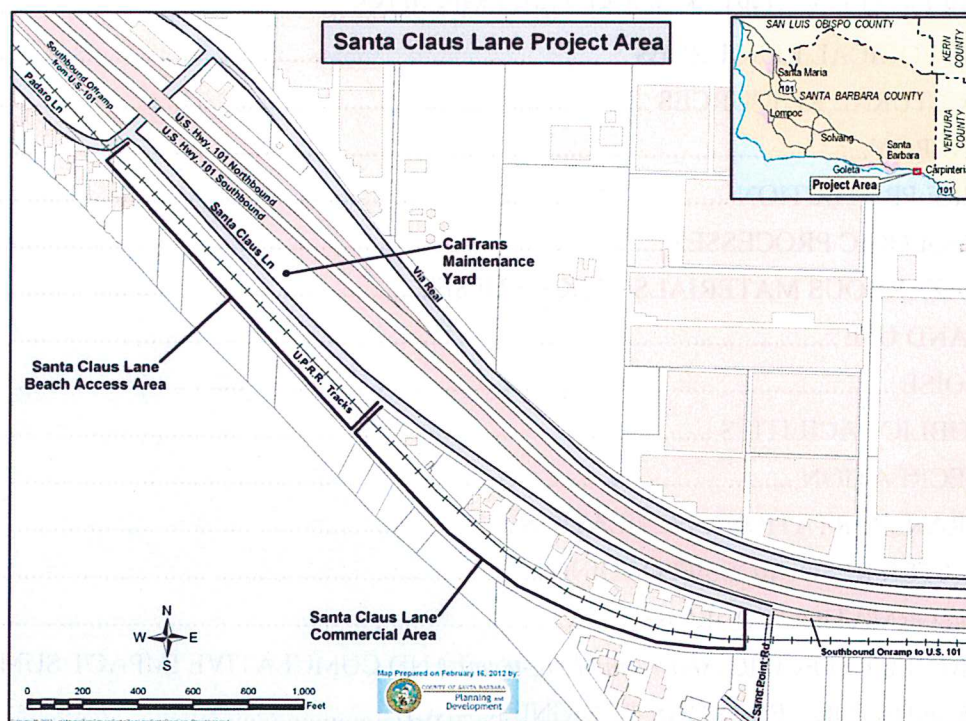 Santa Claus Lane Project Area
SAN LUIS OBISPO COUNTY
KERN
COUNTY
Santa Maria
101
SANTA BARBARA COUNTY
Lompoc
Solvang
Santa
Barbara
VENTURA
COUNTY
Goleta
Carpinteria
Project Area
101
Southbound Offramp
from U.S.-101
Padaro Ln
U.S. Hwy. 101 Northbound
U.S. Hwy. 101 Southbound
Santa Claus Ln
CalTrans
Maintenance
Yard
Via Real
Santa Claus Lane
Beach Access Area
U.P.R.R. Tracks
Santa Claus Lane
Commercial Area
Southbound Onramp to U.S. 101
Sand Point Rd
N
W E
S
0 200 400 600 800 1,000
Feet
Map Prepared on February 16, 2012 by:
COUNTY OF SANTA BARBARA
Planning and
Development